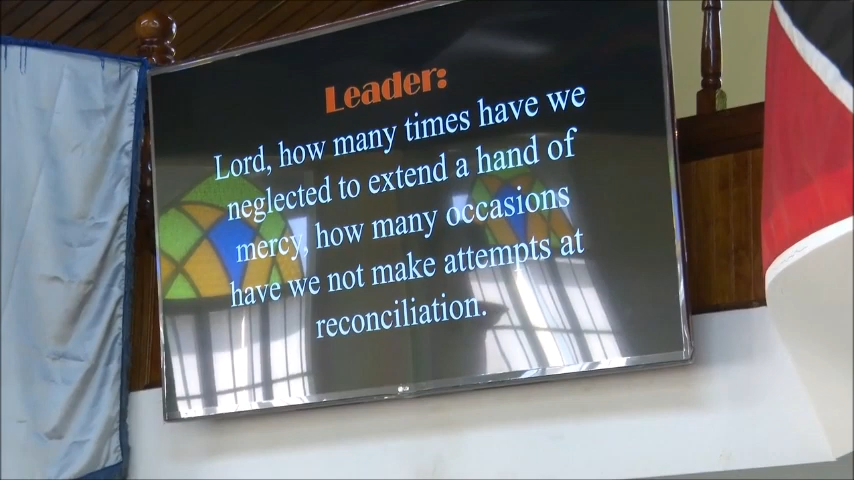 Leader:
Lord, how many times have we
neglected to extend a hand of
mercy, how many occasions
have we not make attempts at
reconciliation.